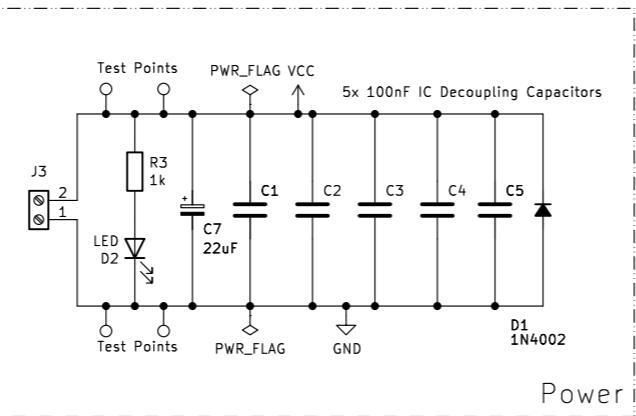 Test Points
PWR_FLAG
VCC
5x 100nF IC Decoupling Capacitors
J3
2
1
R3
1k
LED
D2
+
C7
22uF
C1
C2
C3
C4
C5
Test Points
PWR_FLAG
GND
D1
1N4002
Power